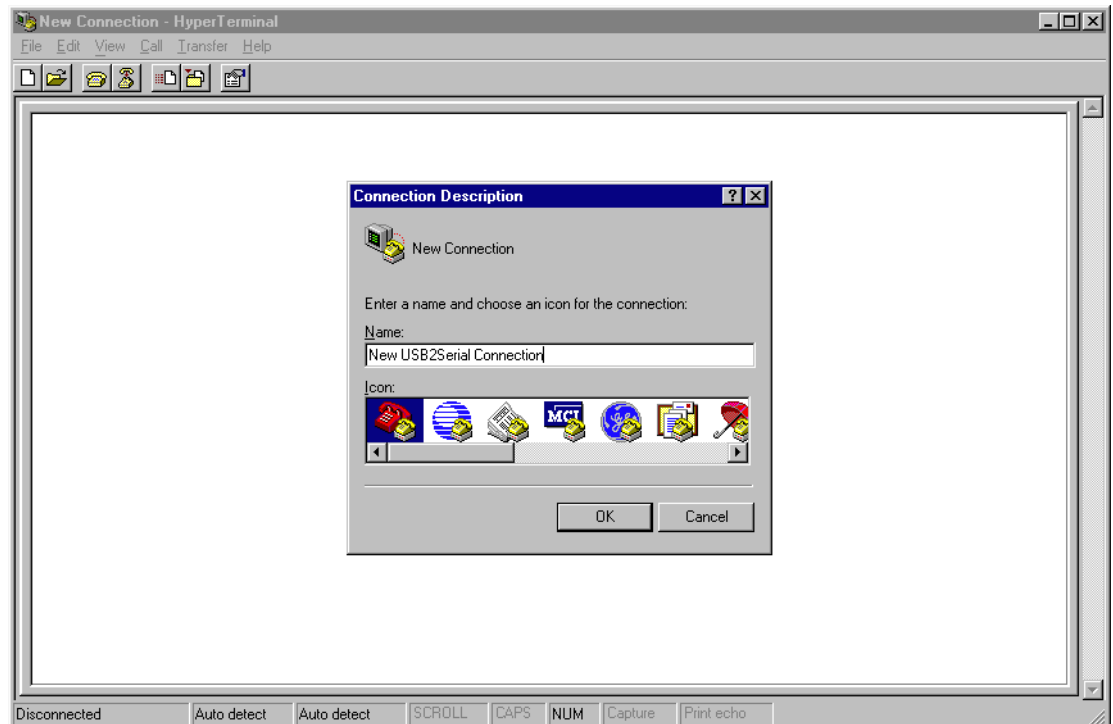 New Connection - HyperTerminal
File Edit View Call Transfer Help
Connection Description
New Connection
Enter a name and choose an icon for the connection:
Name:
New USB2Serial Connection
Icon:
MCI
OK Cancel
Disconnected Auto detect Auto detect SCROLL CAPS NUM Capture Print echo